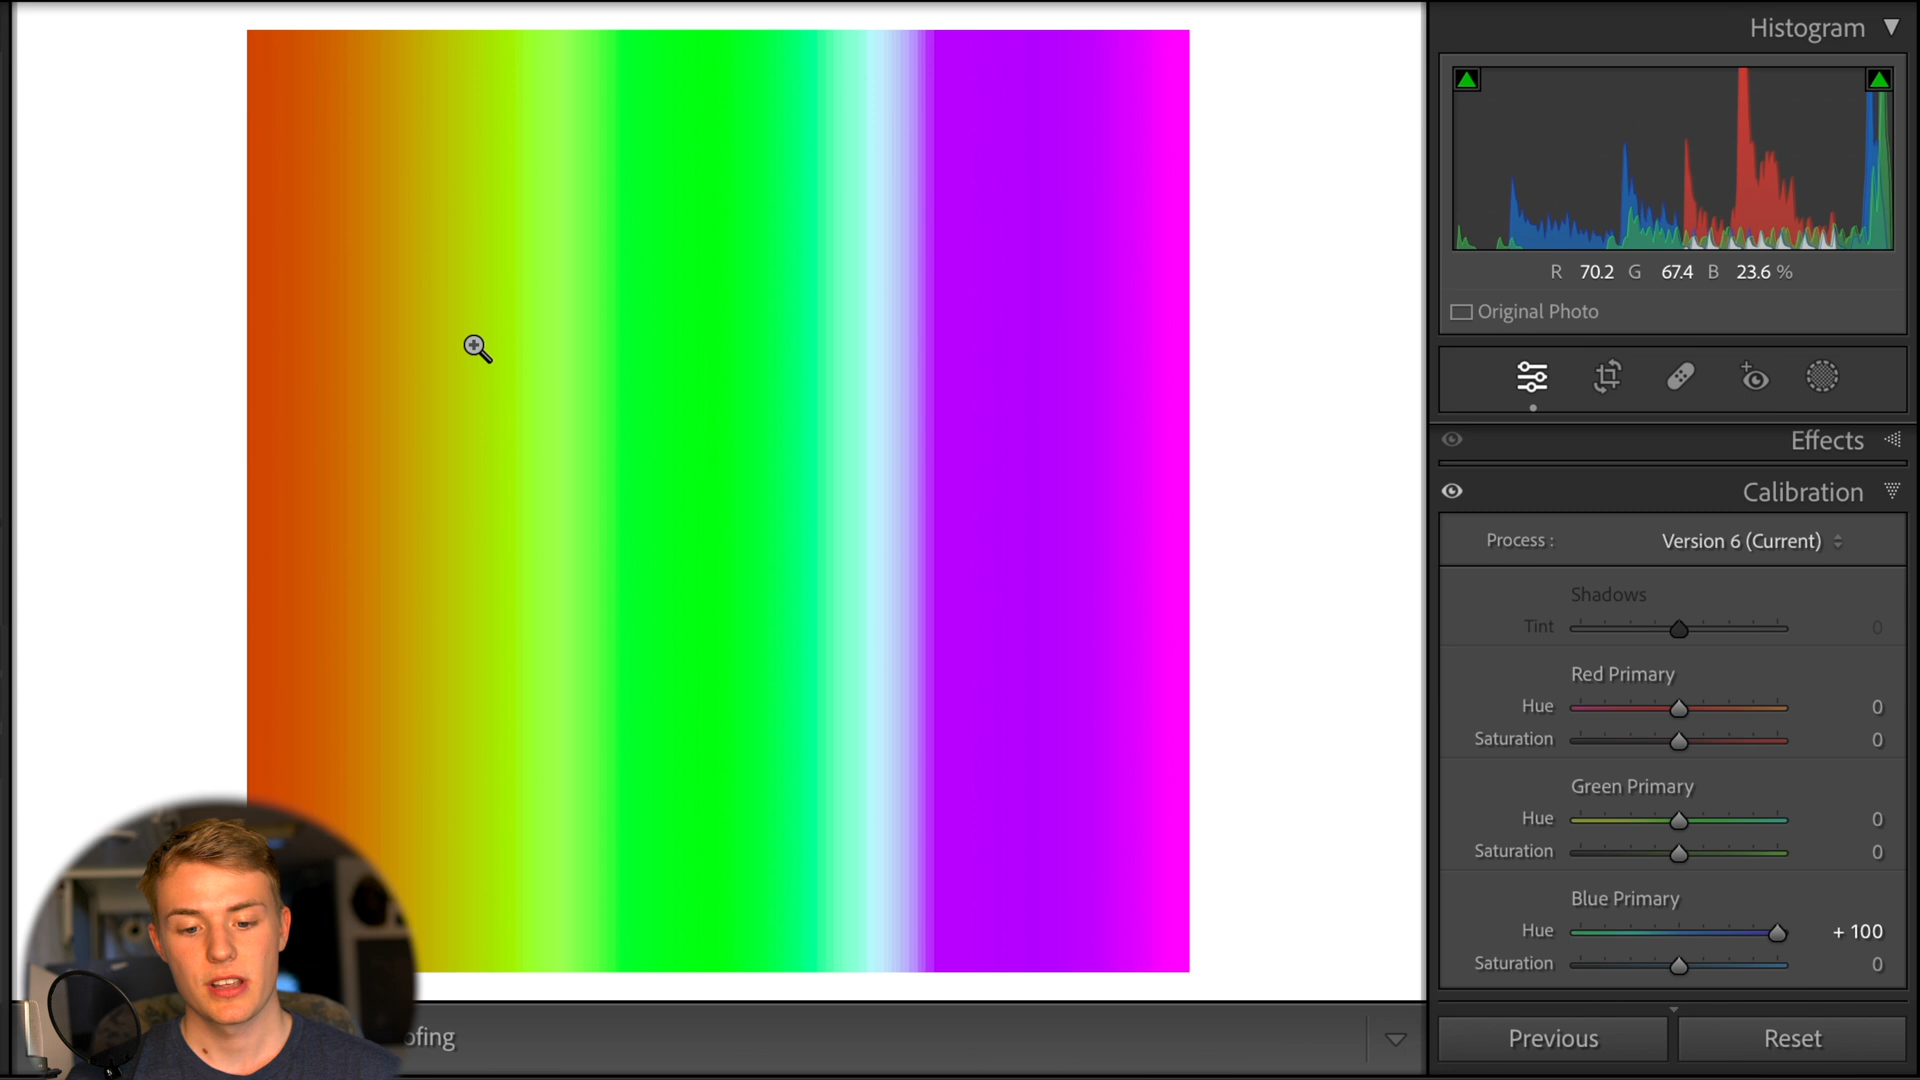 Histogram
R 70.2 G 67.4 B 23.6 %
Original Photo
Effects
Calibration
Process : Version 6 (Current)
Shadows
Tint 0
Red Primary
Hue 0
Saturation 0
Green Primary
Hue 0
Saturation 0
Blue Primary
Hue + 100
Saturation 0
ofing
Previous Reset